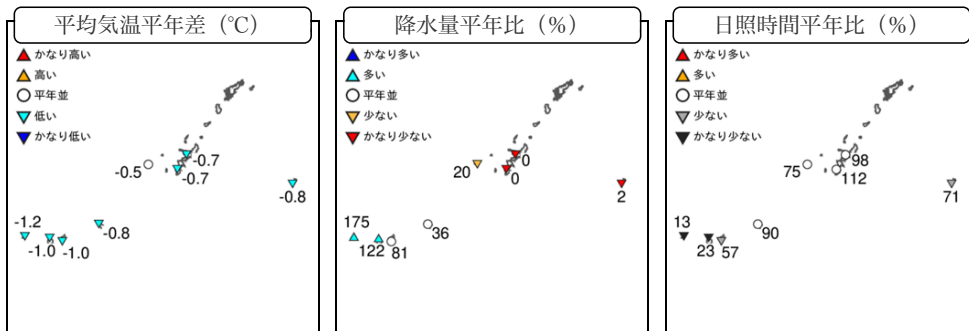 平均気温平年差（℃）
かなり高い
高い
平年並
低い
かなり低い
-0.5
-0.7
-0.7
-0.8
-1.2
-1.0
-1.0
-0.8
降水量平年比（%）
かなり多い
多い
平年並
少ない
かなり少ない
20
0
0
2
175
122
81
36
日照時間平年比（%）
かなり多い
多い
平年並
少ない
かなり少ない
75
98
112
71
13
23
57
90